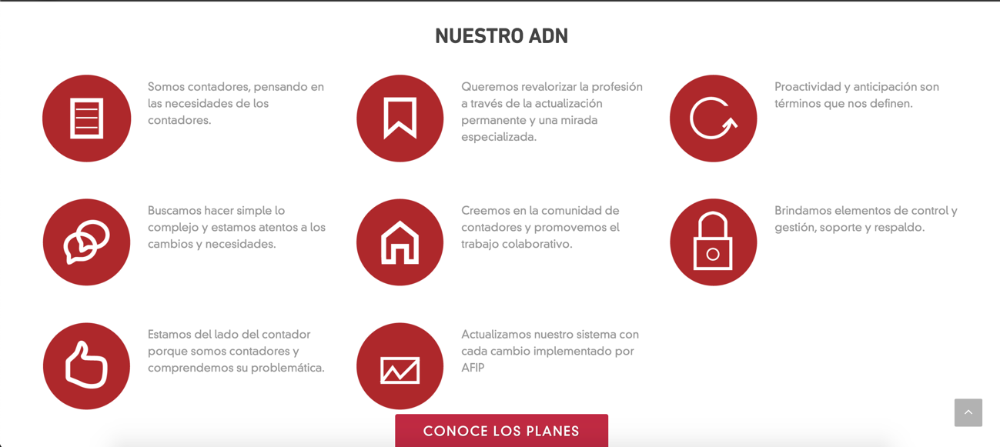 NUESTRO ADN
Somos contadores, pensando en
las necesidades de los
contadores.
Queremos revalorizar la profesión
a través de la actualización
permanente y una mirada
especializada.
Proactividad y anticipación son
términos que nos definen.
Buscamos hacer simple lo
complejo y estamos atentos a los
cambios y necesidades.
Creemos en la comunidad de
contadores y promovemos el
trabajo colaborativo.
Brindamos elementos de control y
gestión, soporte y respaldo.
Estamos del lado del contador
porque somos contadores y
comprendemos su problemática.
Actualizamos nuestro sistema con
cada cambio implementado por
AFIP
CONOCE LOS PLANES